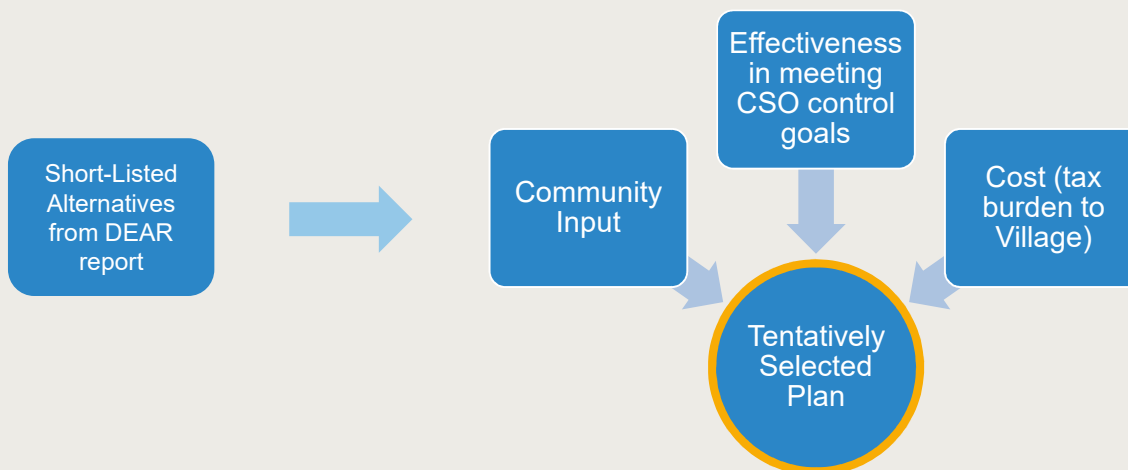 Short-Listed
Alternatives
from DEAR
report
Community
Input
Effectiveness
in meeting
CSO control
goals
Cost (tax
burden to
Village)
Tentatively
Selected
Plan